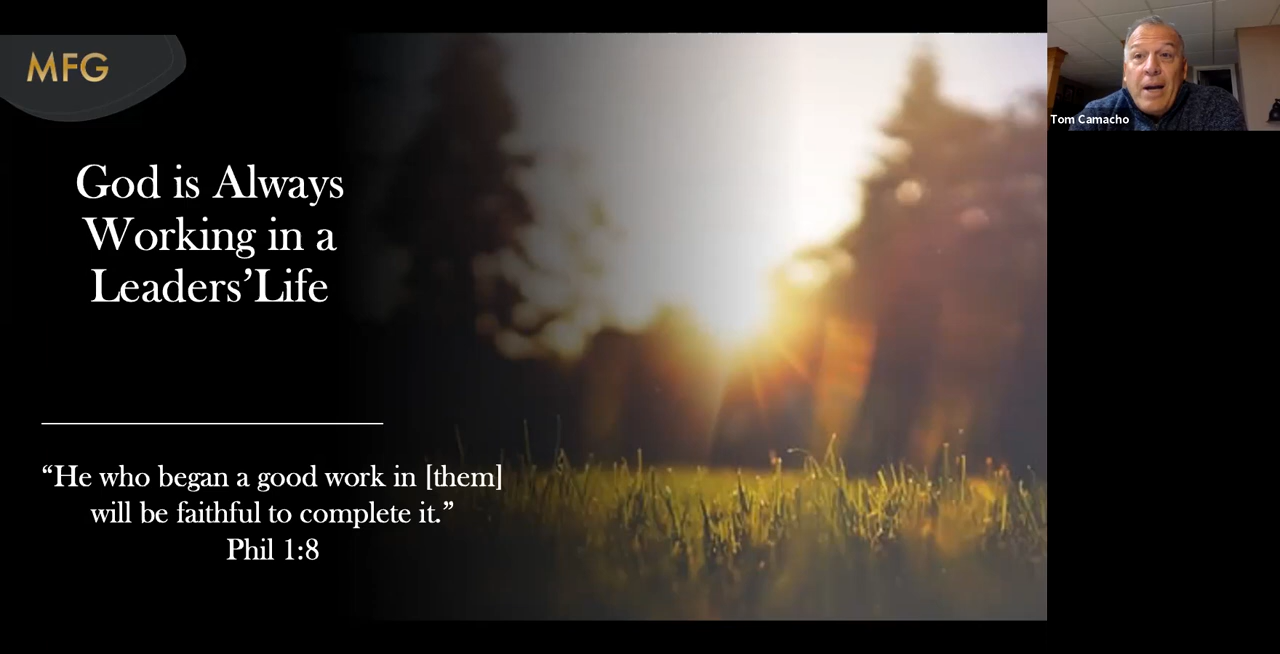 MFG
God is Always
Working in a
Leaders’Life
“He who began a good work in [them]
will be faithful to complete it.”
Phil 1:8
Tom Camacho